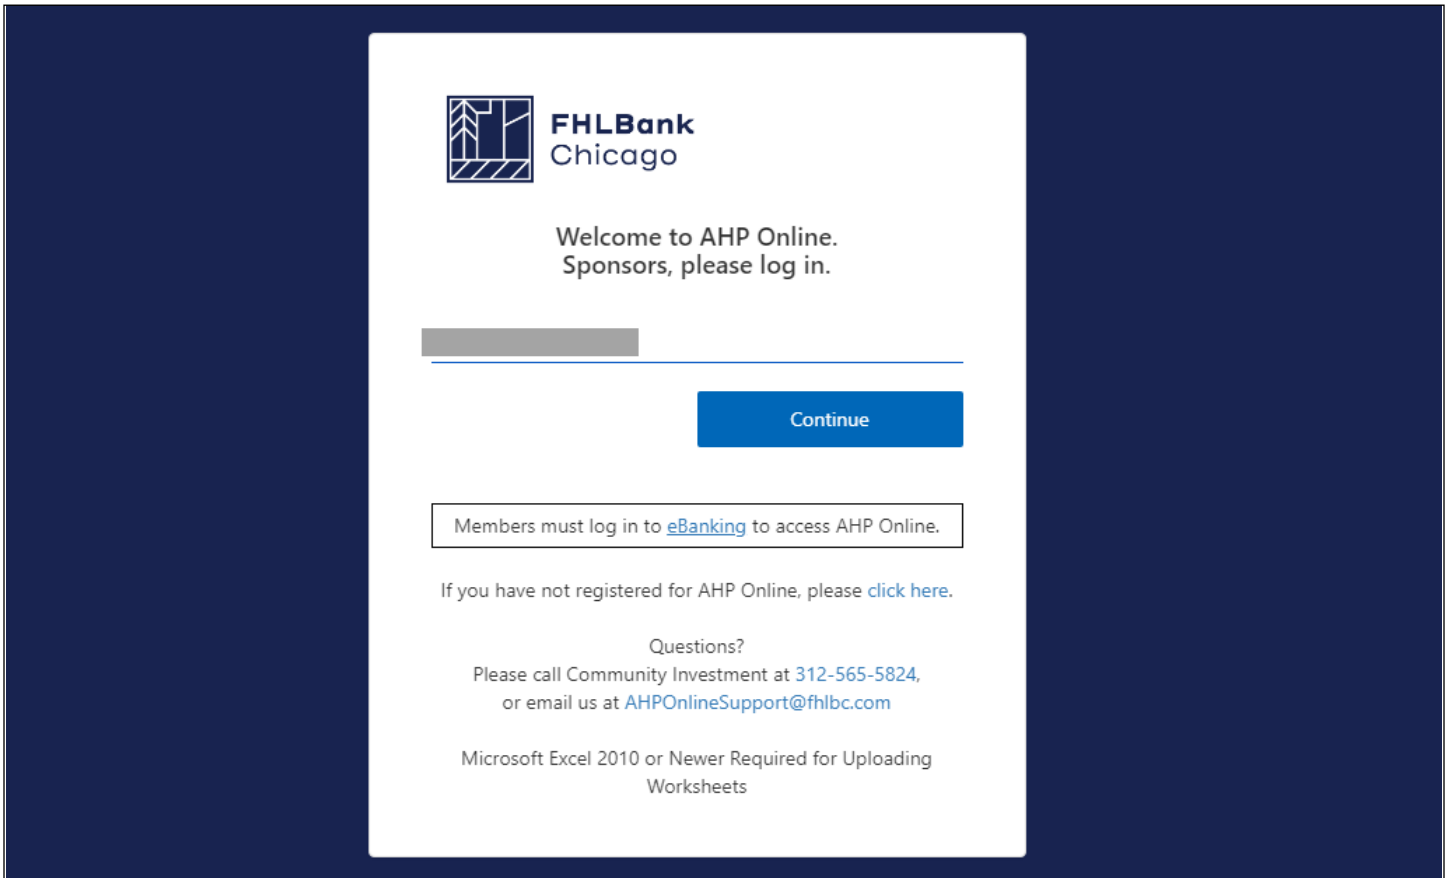 FHLBank
Chicago
Welcome to AHP Online.
Sponsors, please log in.
Continue
Members must log in to eBanking to access AHP Online.
If you have not registered for AHP Online, please click here.
Questions?
Please call Community Investment at 312-565-5824,
or email us at AHPOnlineSupport@fhlbc.com
Microsoft Excel 2010 or Newer Required for Uploading
Worksheets